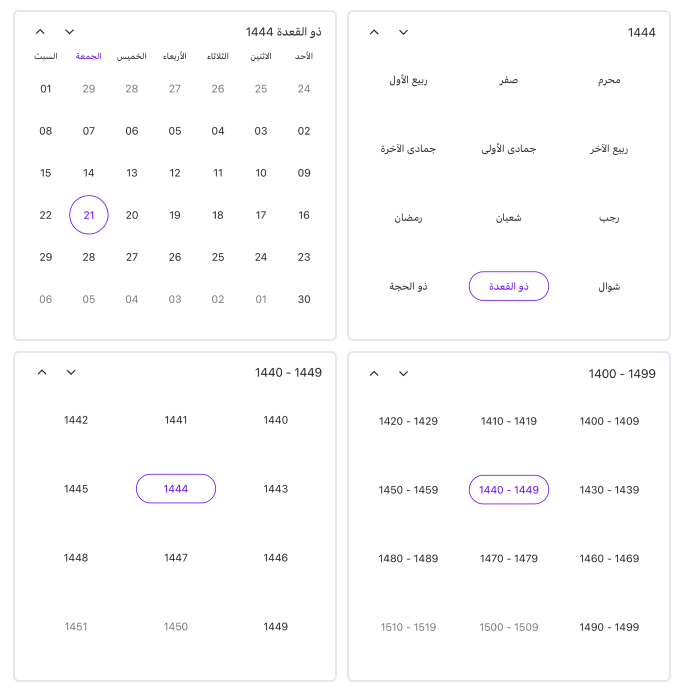 ذو القعدة 1444
الأحد الاثنين الثلاثاء الأربعاء الخميس الجمعة السبت
24 25 26 27 28 29 01
02 03 04 05 06 07 08
09 10 11 12 13 14 15
16 17 18 19 20 21 22
23 24 25 26 27 28 29
30 01 02 03 04 05 06
1444
محرم صفر ربيع الأول
ربيع الآخر جمادى الأولى جمادى الآخرة
رجب شعبان رمضان
شوال ذو القعدة ذو الحجة
1440 - 1449
1440 1441 1442
1443 1444 1445
1446 1447 1448
1449 1450 1451
1400 - 1499
1400 - 1409 1410 - 1419 1420 - 1429
1430 - 1439 1440 - 1449 1450 - 1459
1460 - 1469 1470 - 1479 1480 - 1489
1490 - 1499 1500 - 1509 1510 - 1519